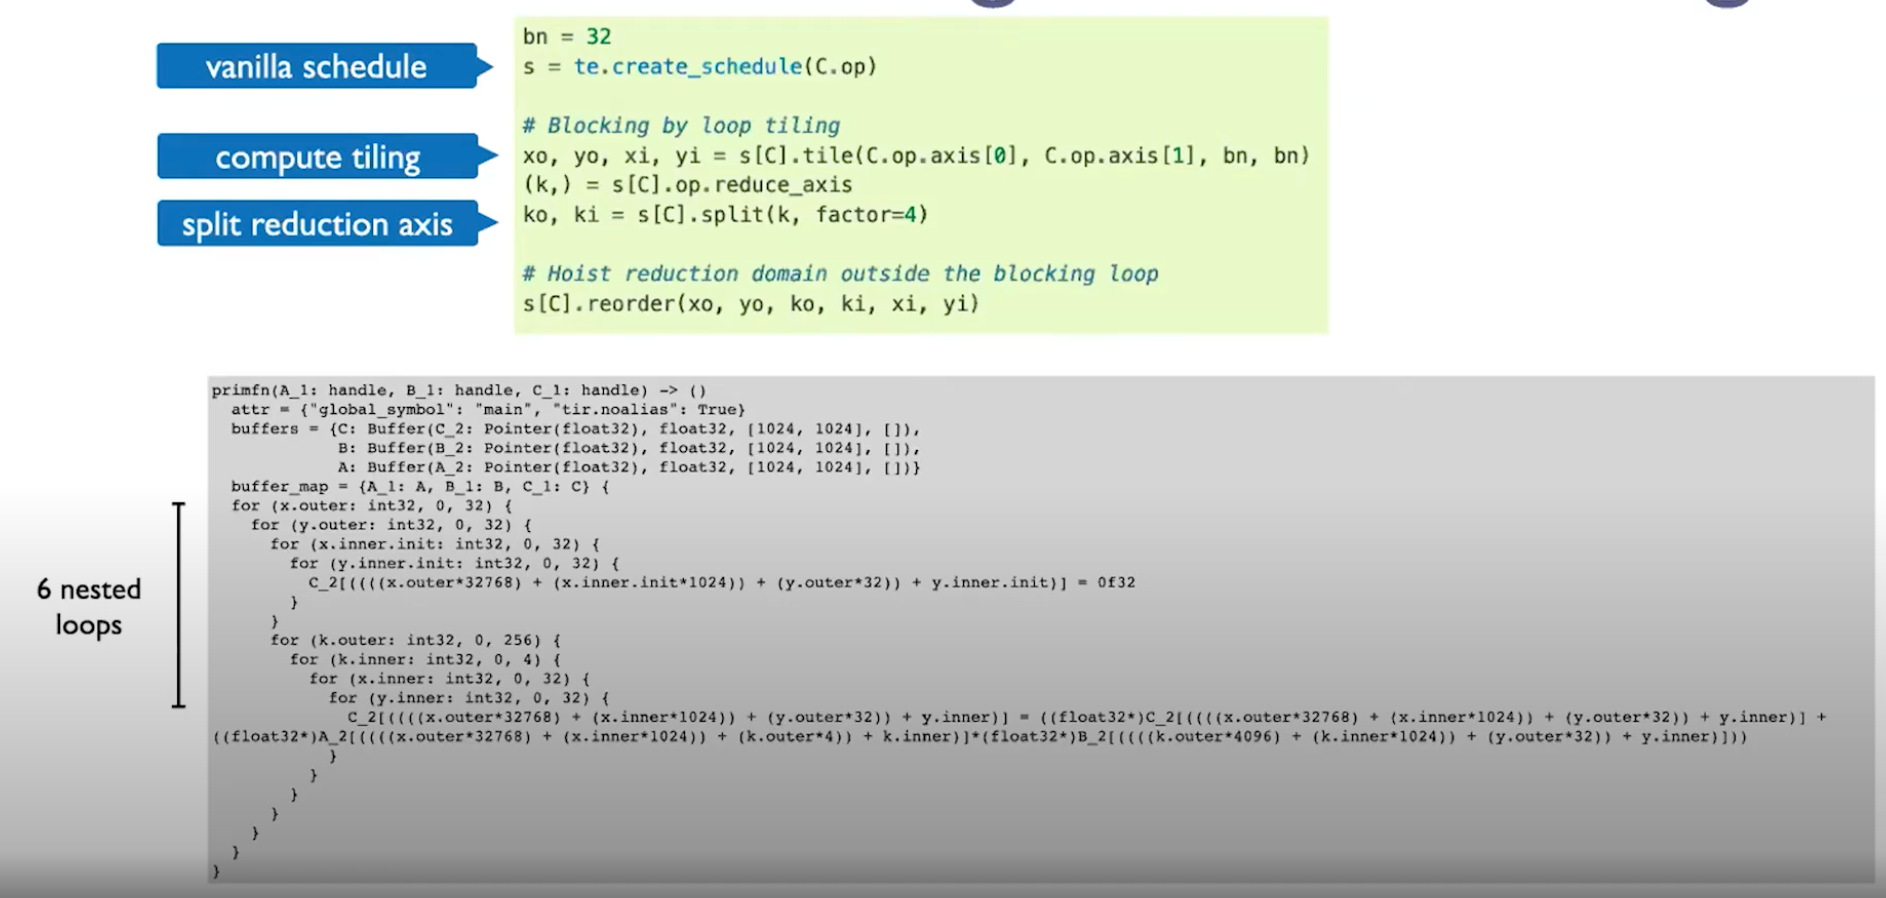 vanilla schedule
compute tiling
split reduction axis
bn = 32
s = te.create_schedule(C.op)
# Blocking by loop tiling
xo, yo, xi, yi = s[C].tile(C.op.axis[0], C.op.axis[1], bn, bn)
(k,) = s[C].op.reduce_axis
ko, ki = s[C].split(k, factor=4)
# Hoist reduction domain outside the blocking loop
s[C].reorder(xo, yo, ko, ki, xi, yi)
6 nested
loops
primfn(A_1: handle, B_1: handle, C_1: handle) -> ()
attr = {"global_symbol": "main", "tir.noalias": True}
buffers = {C: Buffer(C_2: Pointer(float32), float32, [1024, 1024], []),
B: Buffer(B_2: Pointer(float32), float32, [1024, 1024], []),
A: Buffer(A_2: Pointer(float32), float32, [1024, 1024], [])}
buffer_map = {A_1: A, B_1: B, C_1: C} {
for (x.outer: int32, 0, 32) {
for (y.outer: int32, 0, 32) {
for (x.inner.init: int32, 0, 32) {
for (y.inner.init: int32, 0, 32) {
C_2[((((x.outer*32768) + (x.inner.init*1024)) + (y.outer*32)) + y.inner.init)] = 0f32
}
}
for (k.outer: int32, 0, 256) {
for (k.inner: int32, 0, 4) {
for (x.inner: int32, 0, 32) {
for (y.inner: int32, 0, 32) {
C_2[((((x.outer*32768) + (x.inner*1024)) + (y.outer*32)) + y.inner)] = ((float32*)C_2[((((x.outer*32768) + (x.inner*1024)) + (y.outer*32)) + y.inner)] +
((float32*)A_2[((((x.outer*32768) + (x.inner*1024)) + (k.outer*4)) + k.inner)]*(float32*)B_2[((((k.outer*4096) + (k.inner*1024)) + (y.outer*32)) + y.inner)]))
}
}
}
}
}
}
}